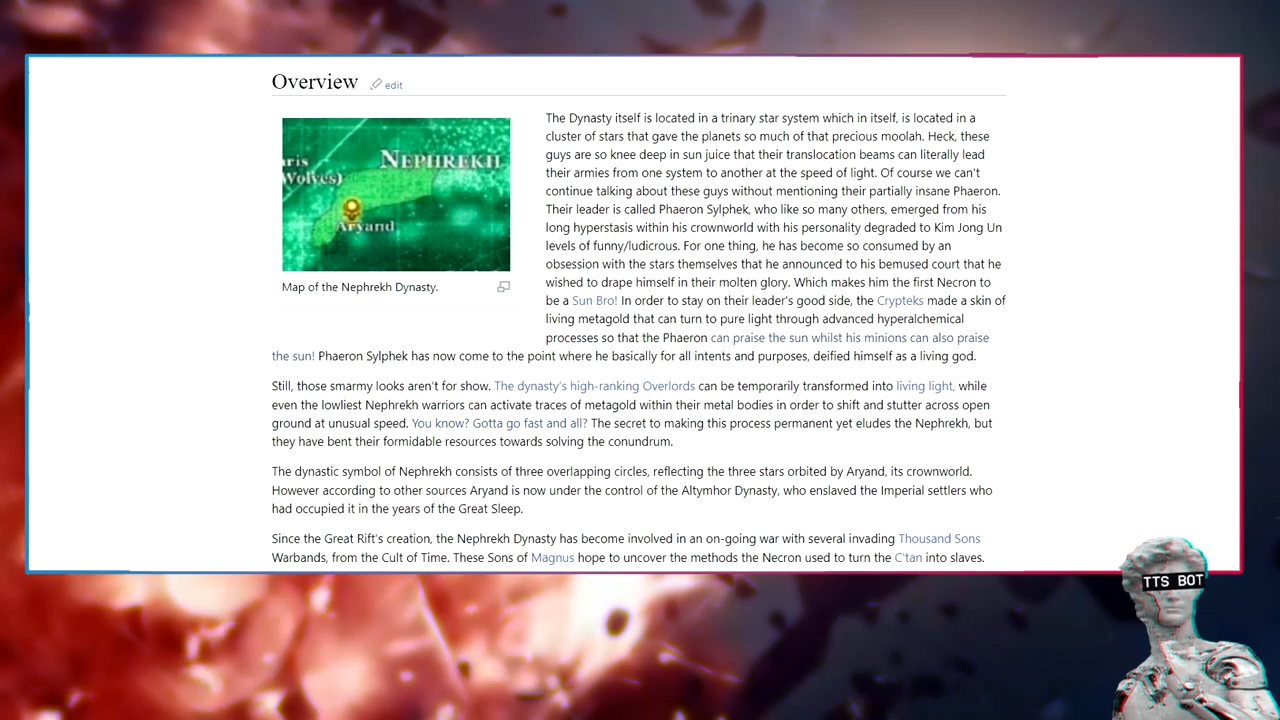 Overview edit
NEPHREKH
aris
Wolves)
Aryand
Map of the Nephrekh Dynasty.
The Dynasty itself is located in a trinary star system which in itself, is located in a
cluster of stars that gave the planets so much of that precious moolah. Heck, these
guys are so knee deep in sun juice that their translocation beams can literally lead
their armies from one system to another at the speed of light. Of course we can't
continue talking about these guys without mentioning their partially insane Phaeron.
Their leader is called Phaeron Sylphek, who like so many others, emerged from his
long hyperstasis within his crownworld with his personality degraded to Kim Jong Un
levels of funny/ludicrous. For one thing, he has become so consumed by an
obsession with the stars themselves that he announced to his bemused court that he
wished to drape himself in their molten glory. Which makes him the first Necron to
be a Sun Bro! In order to stay on their leader's good side, the Crypteks made a skin of
living metagold that can turn to pure light through advanced hyperalchemical
processes so that the Phaeron can praise the sun whilst his minions can also praise
the sun! Phaeron Sylphek has now come to the point where he basically for all intents and purposes, deified himself as a living god.
Still, those smarmy looks aren't for show. The dynasty's high-ranking Overlords can be temporarily transformed into living light, while
even the lowliest Nephrekh warriors can activate traces of metagold within their metal bodies in order to shift and stutter across open
ground at unusual speed. You know? Gotta go fast and all? The secret to making this process permanent yet eludes the Nephrekh, but
they have bent their formidable resources towards solving the conundrum.
The dynastic symbol of Nephrekh consists of three overlapping circles, reflecting the three stars orbited by Aryand, its crownworld.
However according to other sources Aryand is now under the control of the Altymhor Dynasty, who enslaved the Imperial settlers who
had occupied it in the years of the Great Sleep.
Since the Great Rift's creation, the Nephrekh Dynasty has become involved in an on-going war with several invading Thousand Sons
Warbands, from the Cult of Time. These Sons of Magnus hope to uncover the methods the Necron used to turn the C'tan into slaves.
TTS BOT